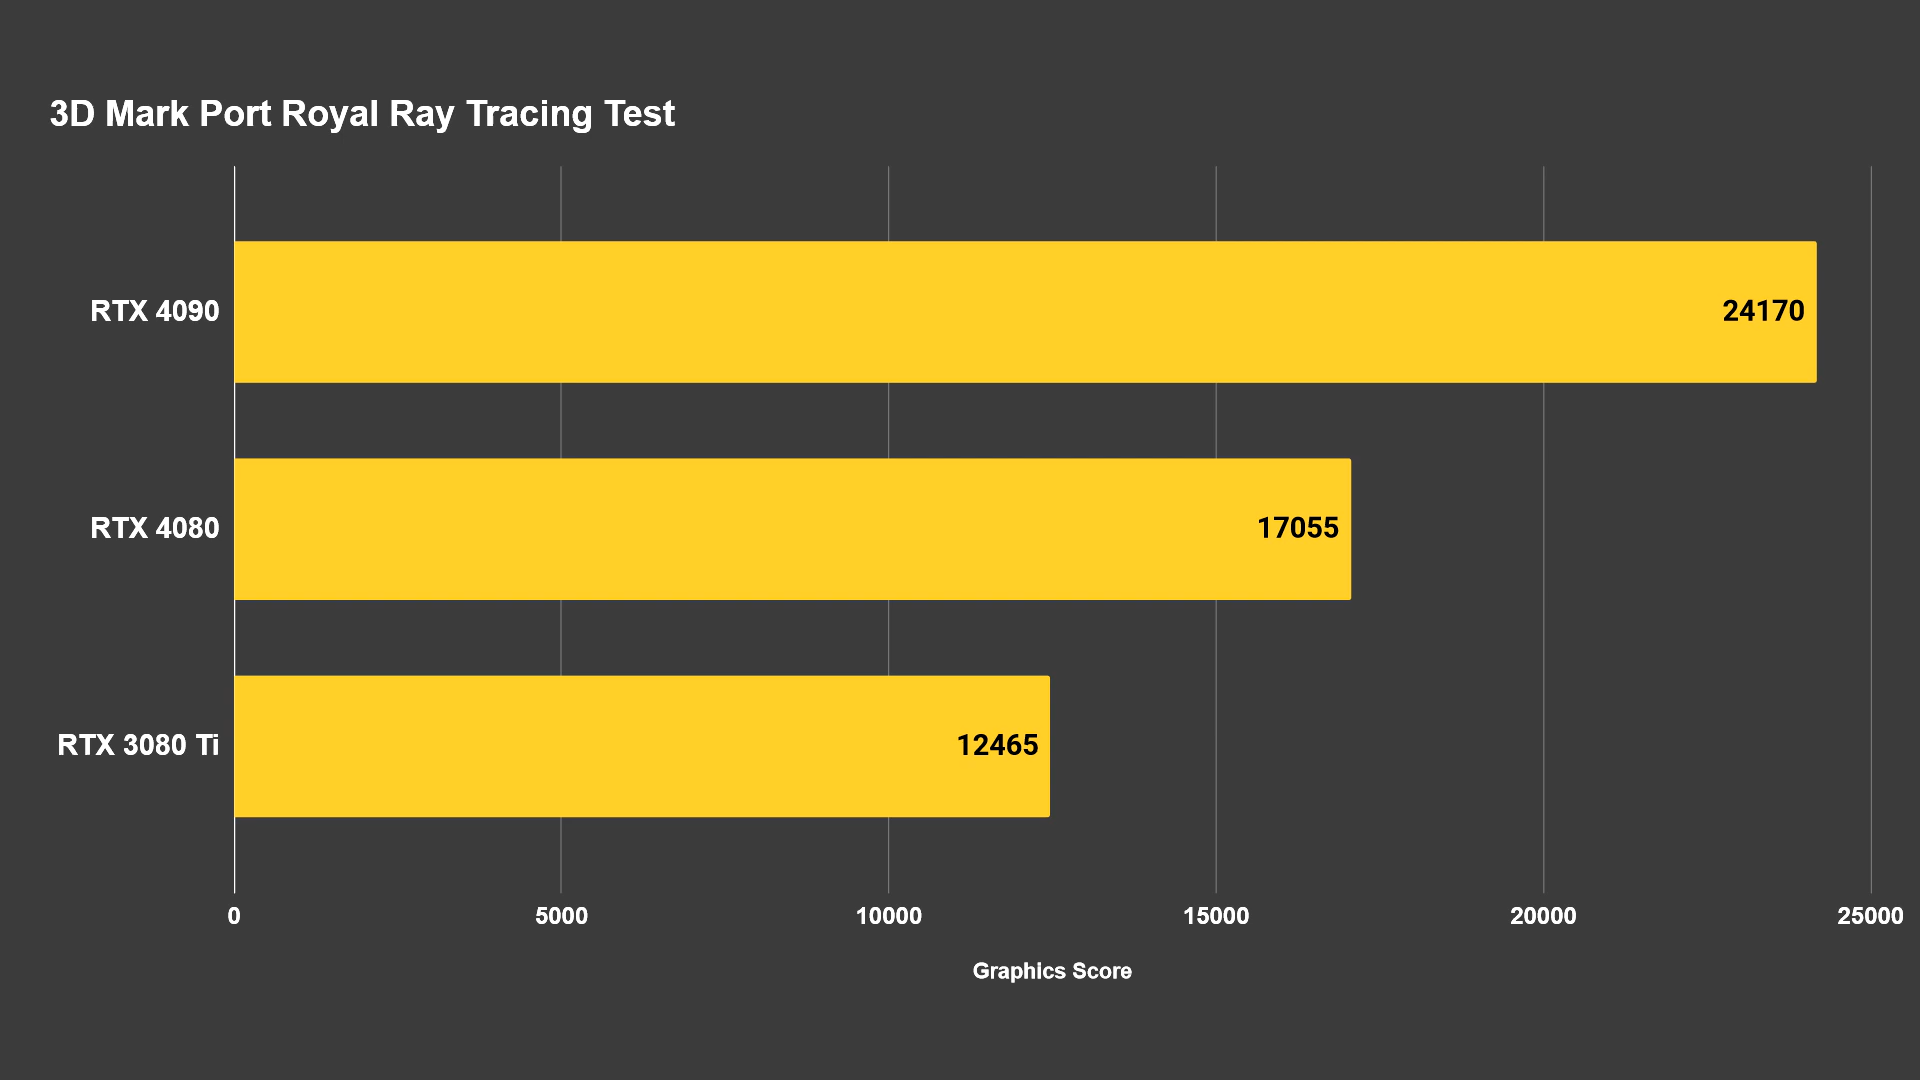 3D Mark Port Royal Ray Tracing Test
RTX 4090
24170
RTX 4080
17055
RTX 3080 Ti
12465
0 5000 10000 15000 20000 25000
Graphics Score